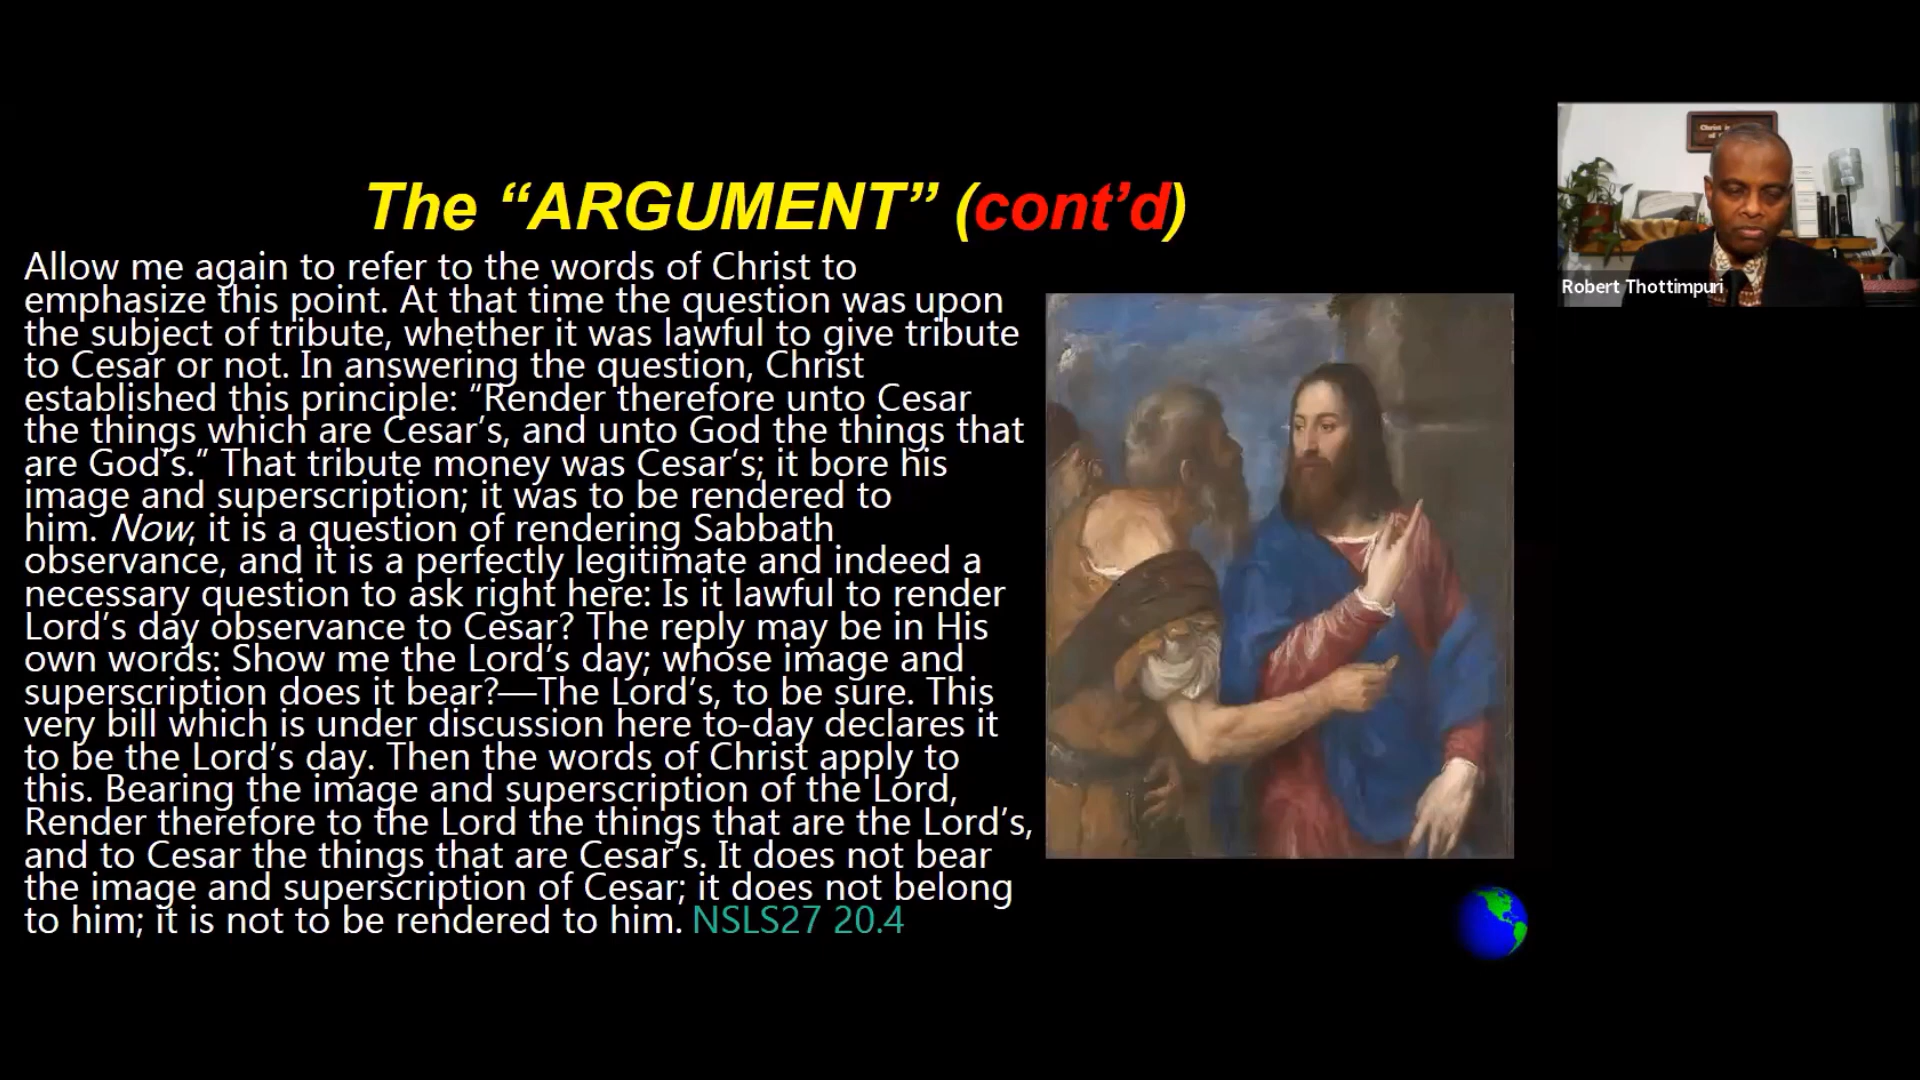 The “ARGUMENT” (cont’d)
Allow me again to refer to the words of Christ to
emphasize this point. At that time the question was upon
the subject of tribute, whether it was lawful to give tribute
to Cesar or not. In answering the question, Christ
established this principle: “Render therefore unto Cesar
the things which are Cesar’s, and unto God the things that
are God’s.” That tribute money was Cesar’s; it bore his
image and superscription; it was to be rendered to
him. Now, it is a question of rendering Sabbath
observance, and it is a perfectly legitimate and indeed a
necessary question to ask right here: Is it lawful to render
Lord’s day observance to Cesar? The reply may be in His
own words: Show me the Lord’s day; whose image and
superscription does it bear?—The Lord’s, to be sure. This
very bill which is under discussion here to-day declares it
to be the Lord’s day. Then the words of Christ apply to
this. Bearing the image and superscription of the Lord,
Render therefore to the Lord the things that are the Lord’s,
and to Cesar the things that are Cesar’s. It does not bear
the image and superscription of Cesar; it does not belong
to him; it is not to be rendered to him. NSLS27 20.4
Christ
of
Robert Thottimpuri